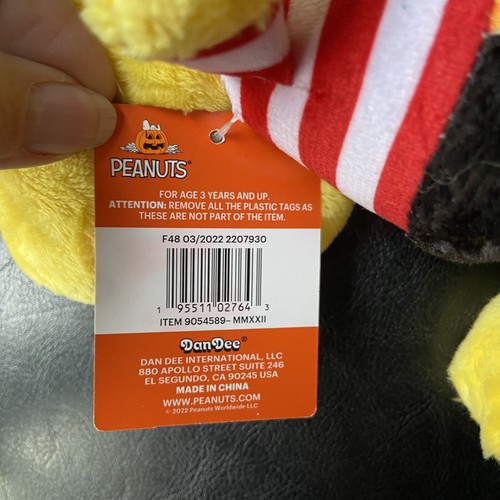 PEANUTS®
FOR AGE 3 YEARS AND UP.
ATTENTION: REMOVE ALL THE PLASTIC TAGS AS
THESE ARE NOT PART OF THE ITEM.
F48 03/2022 2207930
1 95511 02764 3
ITEM 9054589- MMXXII
DanDee®
DAN DEE INTERNATIONAL, LLC
880 APOLLO STREET SUITE 246
EL SEGUNDO, CA 90245 USA
MADE IN CHINA
WWW.PEANUTS.COM
© 2022 Peanuts Worldwide LLC